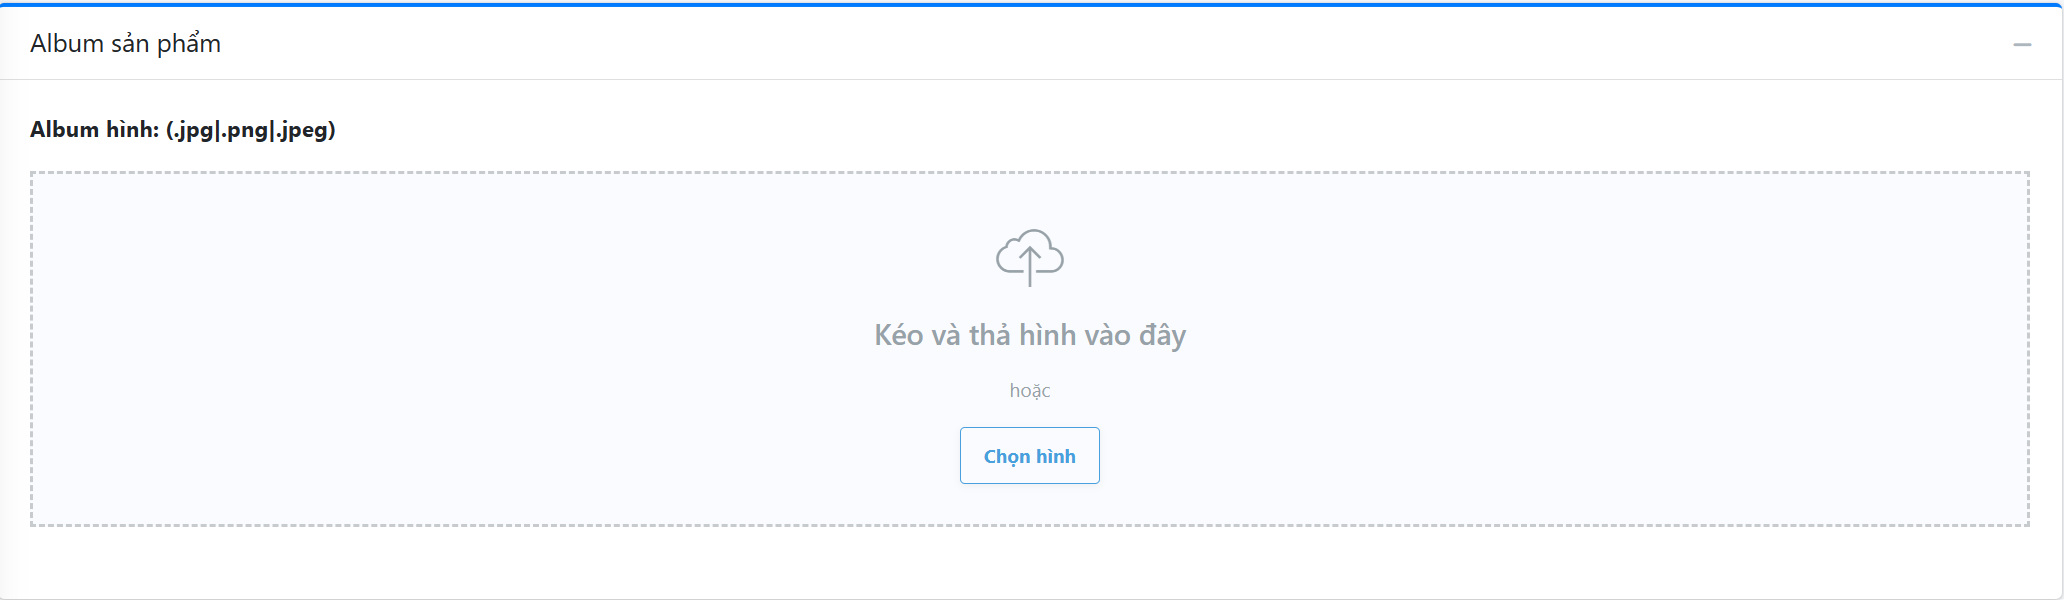 Album sản phẩm
Album hình: (.jpg|.png|.jpeg)
Kéo và thả hình vào đây
hoặc
Chọn hình